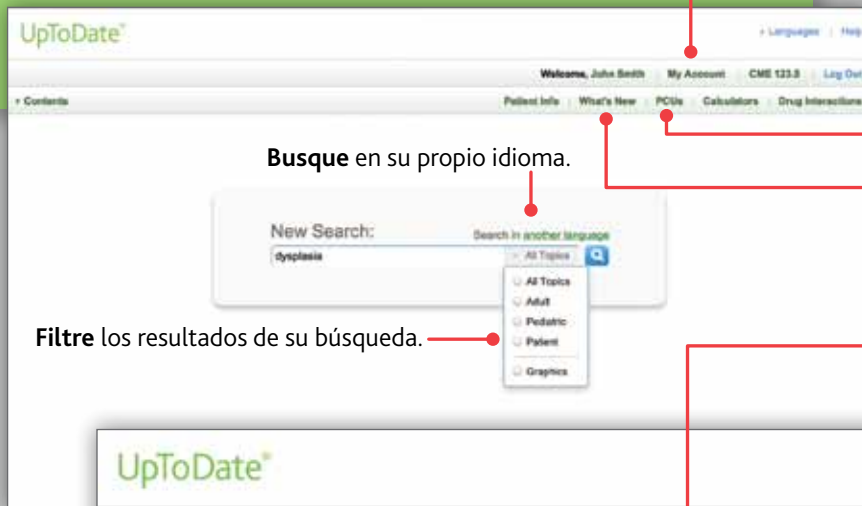 UpToDate®
Languages | Help
Welcome, John Smith | My Account | CME 123.5 | Log Out
Contents
Patient Info | What's New | PCUs | Calculators | Drug Interactions
Busque en su propio idioma.
New Search:
Search in another language
dysplasia
All Topics
All Topics
Adult
Pediatric
Patient
Graphics
Filtre los resultados de su búsqueda.
UpToDate®